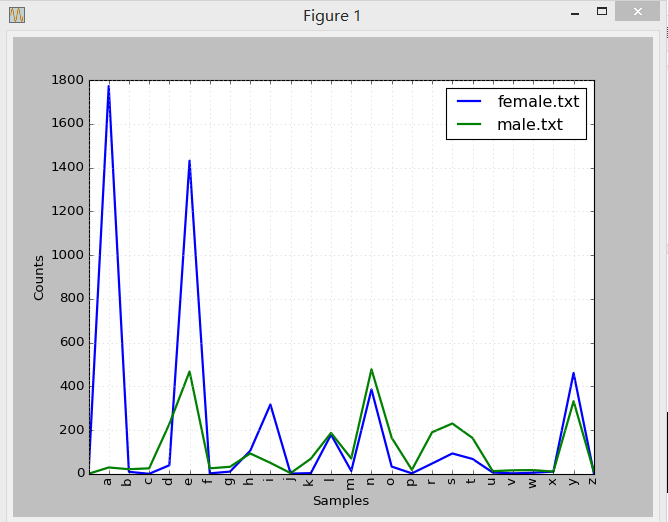 Figure 1
1800
1600
1400
1200
1000
800
600
400
200
0
Counts
female.txt
male.txt
a b c d e f g h i j k l m n o p r s t u v w x y z
Samples